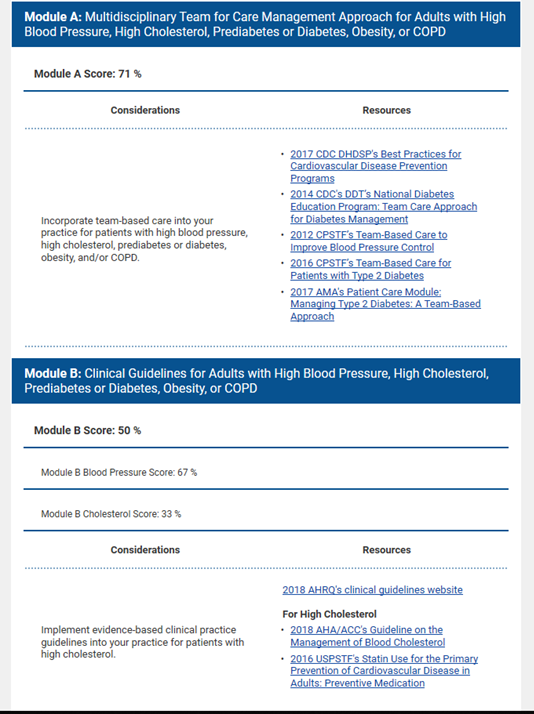 Module A: Multidisciplinary Team for Care Management Approach for Adults with High
Blood Pressure, High Cholesterol, Prediabetes or Diabetes, Obesity, or COPD
Module A Score: 71 %
Considerations
Resources
Incorporate team-based care into your
practice for patients with high blood pressure,
high cholesterol, prediabetes or diabetes,
obesity, and/or COPD.
• 2017 CDC DHDSP's Best Practices for
Cardiovascular Disease Prevention
Programs
• 2014 CDC's DDT's National Diabetes
Education Program: Team Care Approach
for Diabetes Management
• 2012 CPSTF's Team-Based Care to
Improve Blood Pressure Control
• 2016 CPSTF's Team-Based Care for
Patients with Type 2 Diabetes
• 2017 AMA's Patient Care Module:
Managing Type 2 Diabetes: A Team-Based
Approach
Module B: Clinical Guidelines for Adults with High Blood Pressure, High Cholesterol,
Prediabetes or Diabetes, Obesity, or COPD
Module B Score: 50 %
Module B Blood Pressure Score: 67 %
Module B Cholesterol Score: 33 %
Considerations
Resources
Implement evidence-based clinical practice
guidelines into your practice for patients with
high cholesterol.
2018 AHRQ's clinical guidelines website
For High Cholesterol
• 2018 AHA/ACC's Guideline on the
Management of Blood Cholesterol
• 2016 USPSTF's Statin Use for the Primary
Prevention of Cardiovascular Disease in
Adults: Preventive Medication